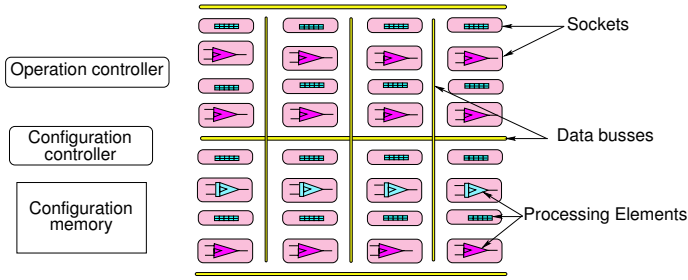 Sockets
Operation controller
Data busses
Configuration
controller
Configuration
memory
Processing Elements